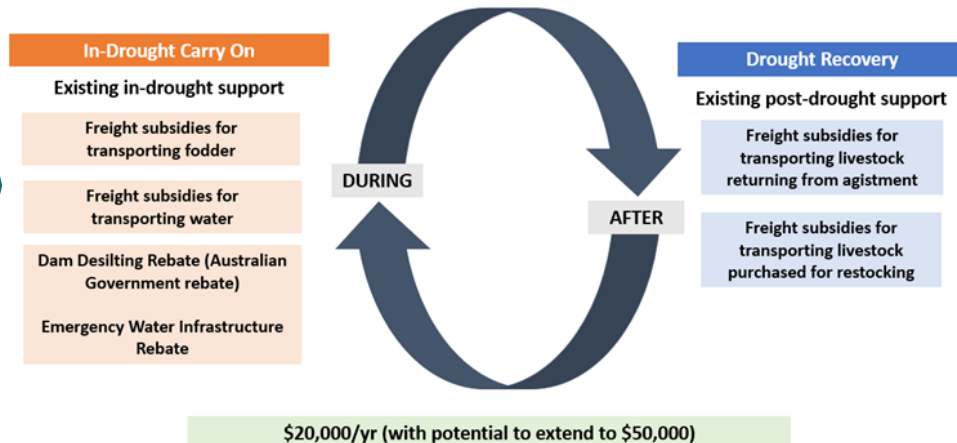 In-Drought Carry On
Existing in-drought support
Freight subsidies for
transporting fodder
Freight subsidies for
transporting water
Dam Desilting Rebate (Australian
Government rebate)
Emergency Water Infrastructure
Rebate
DURING
AFTER
Drought Recovery
Existing post-drought support
Freight subsidies for
transporting livestock
returning from agistment
Freight subsidies for
transporting livestock
purchased for restocking
$20,000/yr (with potential to extend to $50,000)